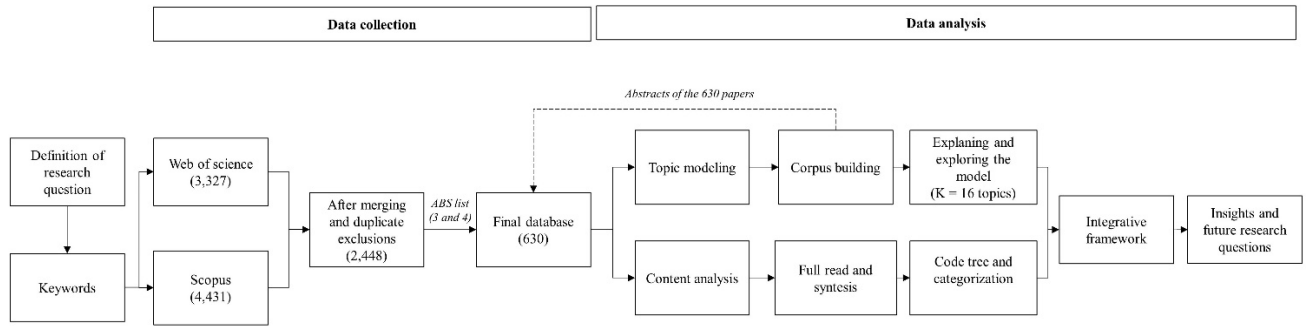 Data collection
Data analysis
Abstracts of the 630 papers
Definition of
research
question
Keywords
Web of science
(3,327)
Scopus
(4,431)
After merging
and duplicate
exclusions
(2,448)
ABS list
(3 and 4)
Final database
(630)
Topic modeling
Corpus building
Explaning and
exploring the
model
(K = 16 topics)
Content analysis
Full read and
syntesis
Code tree and
categorization
Integrative
framework
Insights and
future research
questions